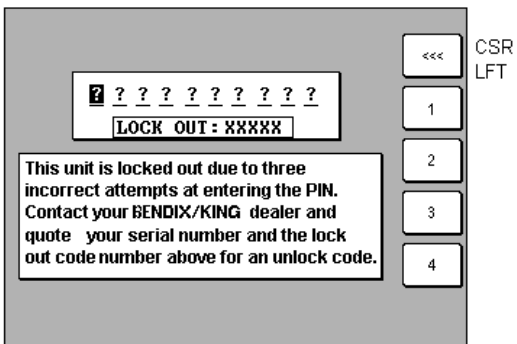 ? ? ? ? ? ? ? ? ? ?
LOCK OUT: XXXXX
This unit is locked out due to three
incorrect attempts at entering the PIN.
Contact your BENDIX/KING dealer and
quote your serial number and the lock
out code number above for an unlock code.
<<<
CSR
LFT
1
2
3
4